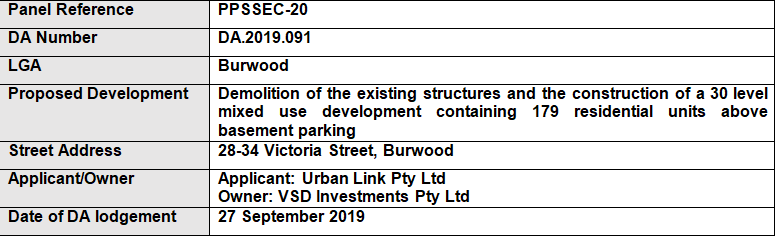 Panel Reference PPSSEC-20
DA Number DA.2019.091
LGA Burwood
Proposed Development Demolition of the existing structures and the construction of a 30 level
mixed use development containing 179 residential units above
basement parking
Street Address 28-34 Victoria Street, Burwood
Applicant/Owner Applicant: Urban Link Pty Ltd
Owner: VSD Investments Pty Ltd
Date of DA lodgement 27 September 2019